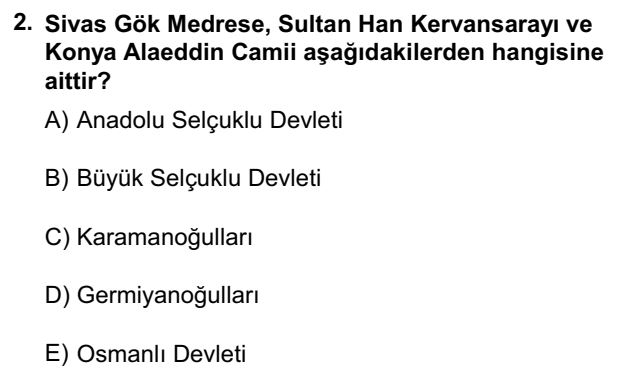 2. Sivas Gök Medrese, Sultan Han Kervansarayı ve
Konya Alaeddin Camii aşağıdakilerden hangisine
aittir?
A) Anadolu Selçuklu Devleti
B) Büyük Selçuklu Devleti
C) Karamanoğulları
D) Germiyanoğulları
E) Osmanlı Devleti